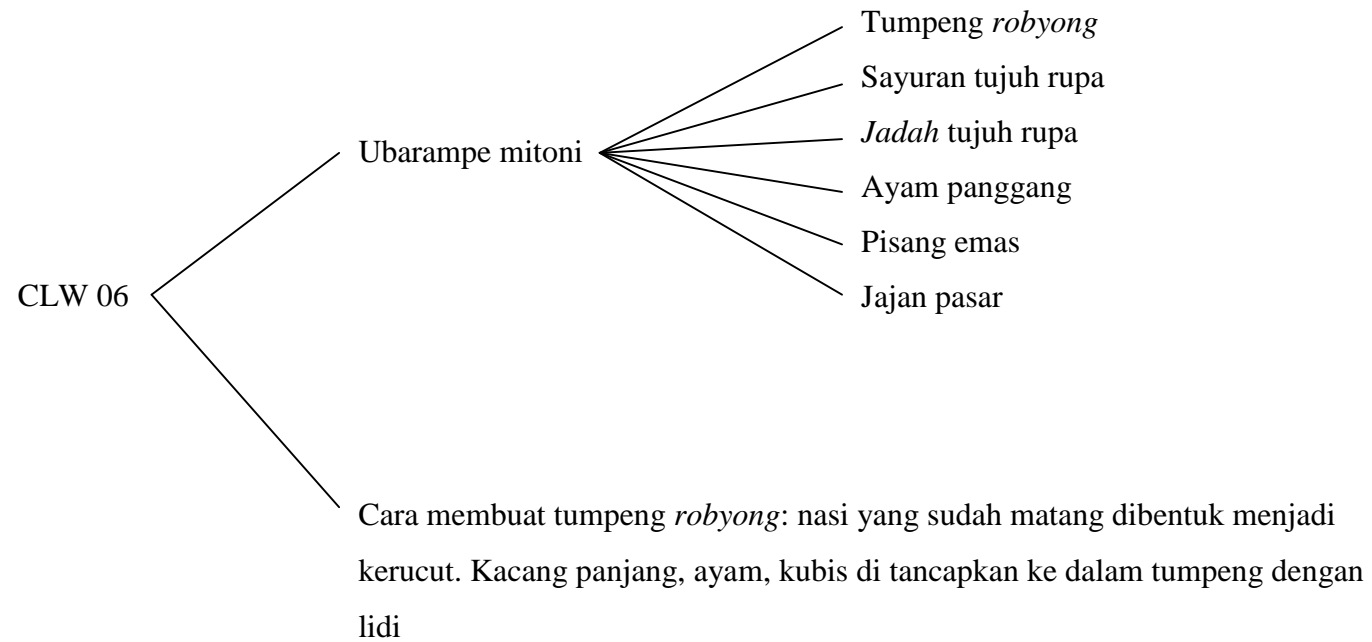 Tumpeng robyong
Sayuran tujuh rupa
Jadah tujuh rupa
Ubarampe mitoni
Ayam panggang
Pisang emas
CLW 06
Jajan pasar
Cara membuat tumpeng robyong: nasi yang sudah matang dibentuk menjadi
kerucut. Kacang panjang, ayam, kubis di tancapkan ke dalam tumpeng dengan
lidi